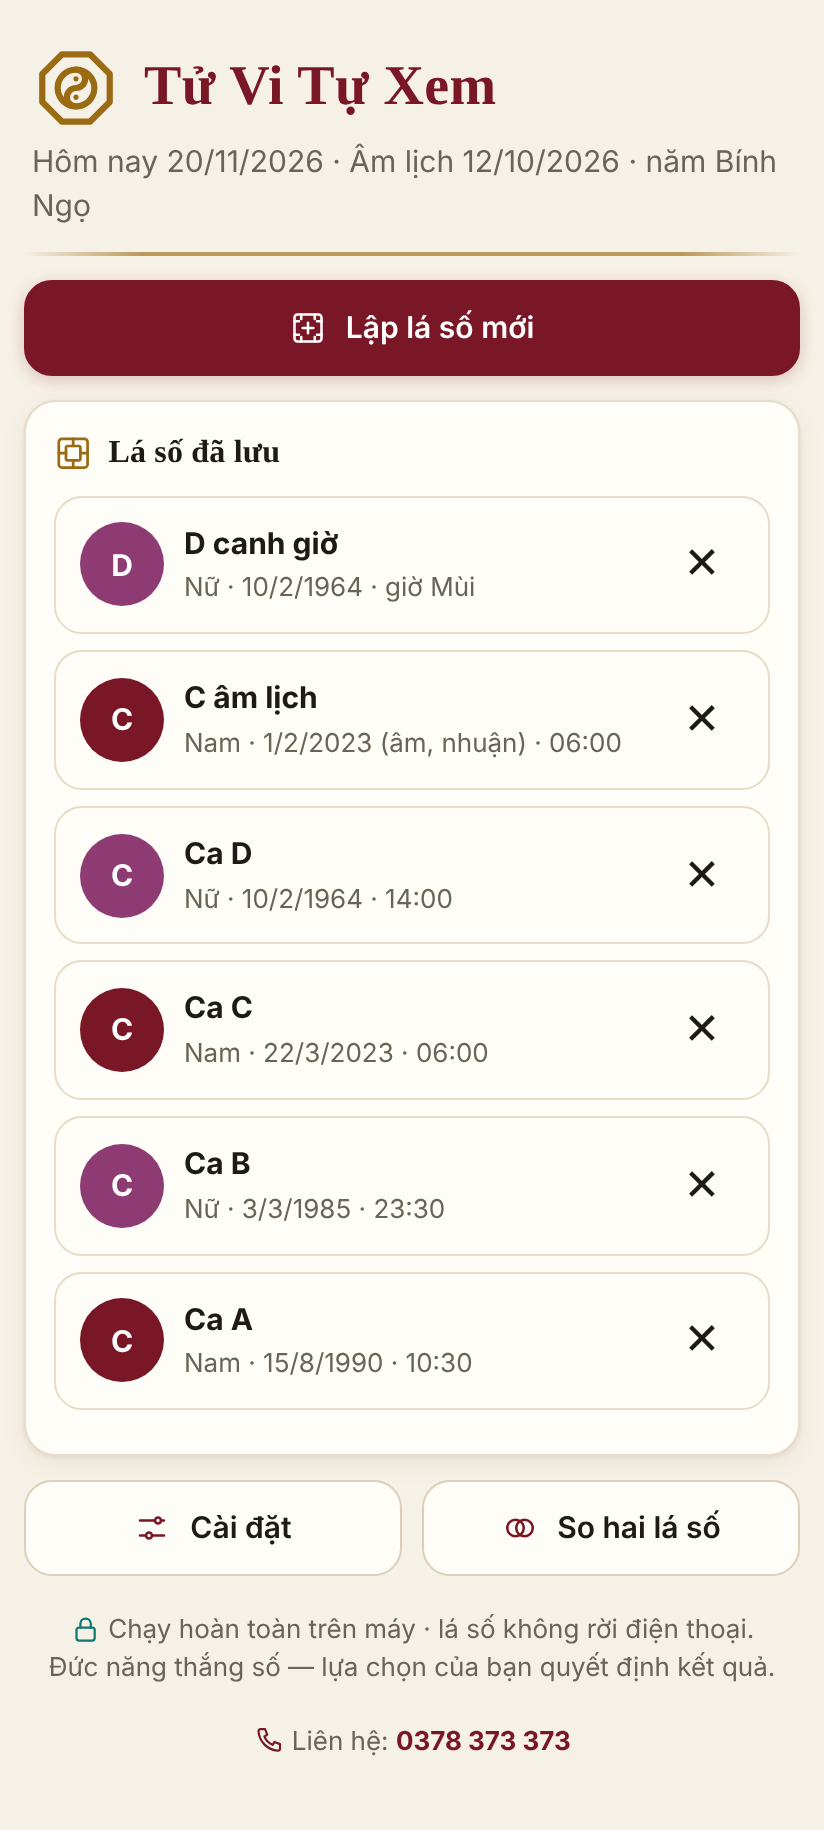 Tử Vi Tự Xem
Hôm nay 20/11/2026 · Âm lịch 12/10/2026 · năm Bính
Ngọ
Lập lá số mới
Lá số đã lưu
D
D canh giờ
Nữ · 10/2/1964 · giờ Mùi
C
C âm lịch
Nam · 1/2/2023 (âm, nhuận) · 06:00
C
Ca D
Nữ · 10/2/1964 · 14:00
C
Ca C
Nam · 22/3/2023 · 06:00
C
Ca B
Nữ · 3/3/1985 · 23:30
C
Ca A
Nam · 15/8/1990 · 10:30
Cài đặt
So hai lá số
Chạy hoàn toàn trên máy · lá số không rời điện thoại.
Đức năng thắng số — lựa chọn của bạn quyết định kết quả.
Liên hệ: 0378 373 373